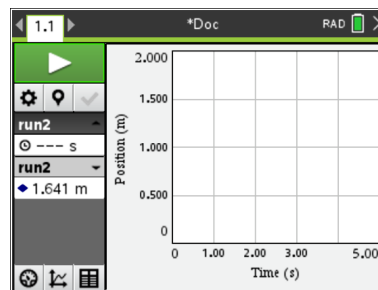 1.1
*Doc
RAD
run2
--- s
run2
1.641 m
Position (m)
2.000
1.500
1.000
0.500
0
0 1.00 2.00 3.00 5.00
Time (s)